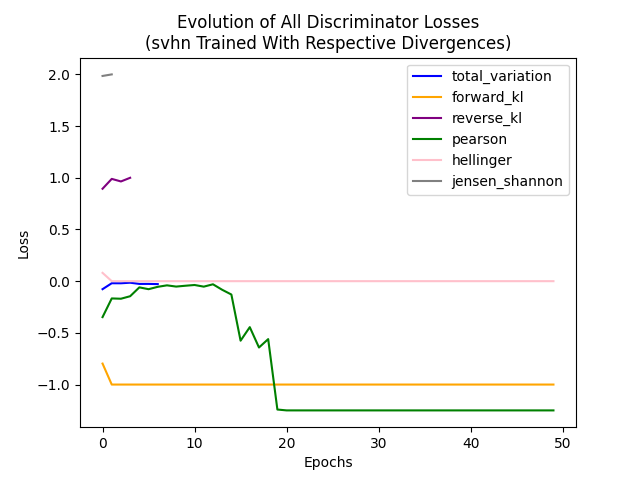 Evolution of All Discriminator Losses
(svhn Trained With Respective Divergences)
total_variation
forward_kl
reverse_kl
pearson
hellinger
jensen_shannon
2.0
1.5
1.0
0.5
0.0
−0.5
−1.0
Loss
0 10 20 30 40 50
Epochs